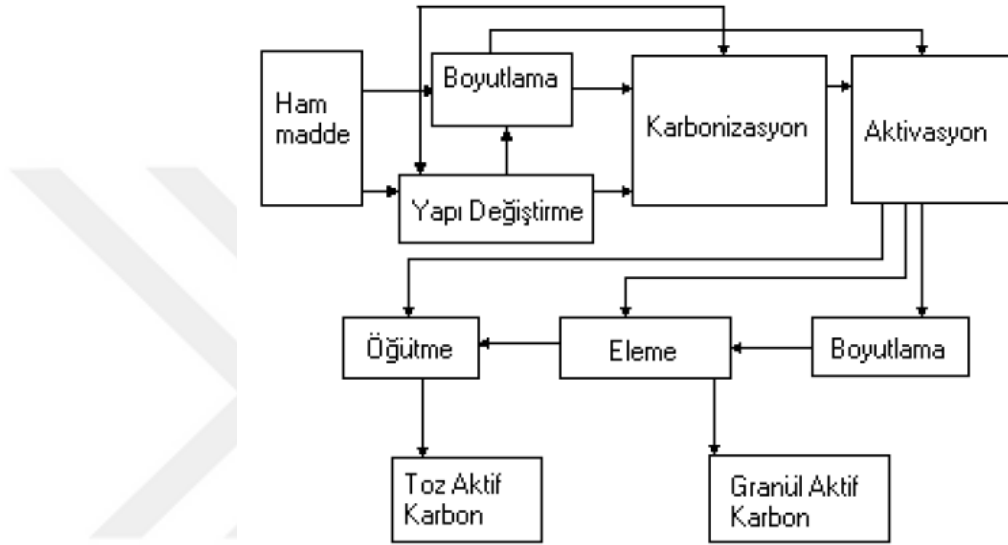 Ham
madde
Boyutlama
Yapı Değiştirme
Karbonizasyon
Aktivasyon
Öğütme
Eleme
Boyutlama
Toz Aktif
Karbon
Granül Aktif
Karbon